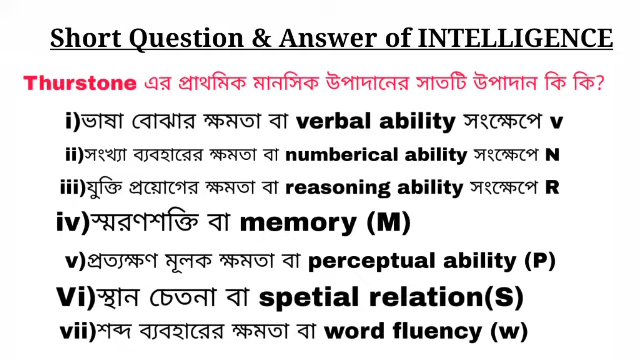 Short Question & Answer of INTELLIGENCE
Thurstone এর প্রাথমিক মানসিক উপাদানের সাতটি উপাদান কি কি?
i)ভাষা বোঝার ক্ষমতা বা verbal ability সংক্ষেপে v
ii)সংখ্যা ব্যবহারের ক্ষমতা বা numberical ability সংক্ষেপে N
iii)যুক্তি প্রয়োগের ক্ষমতা বা reasoning ability সংক্ষেপে R
iv)স্মরণশক্তি বা memory (M)
v)প্রত্যক্ষণ মূলক ক্ষমতা বা perceptual ability (P)
Vi)স্থান চেতনা বা spetial relation(S)
vii)শব্দ ব্যবহারের ক্ষমতা বা word fluency (w)